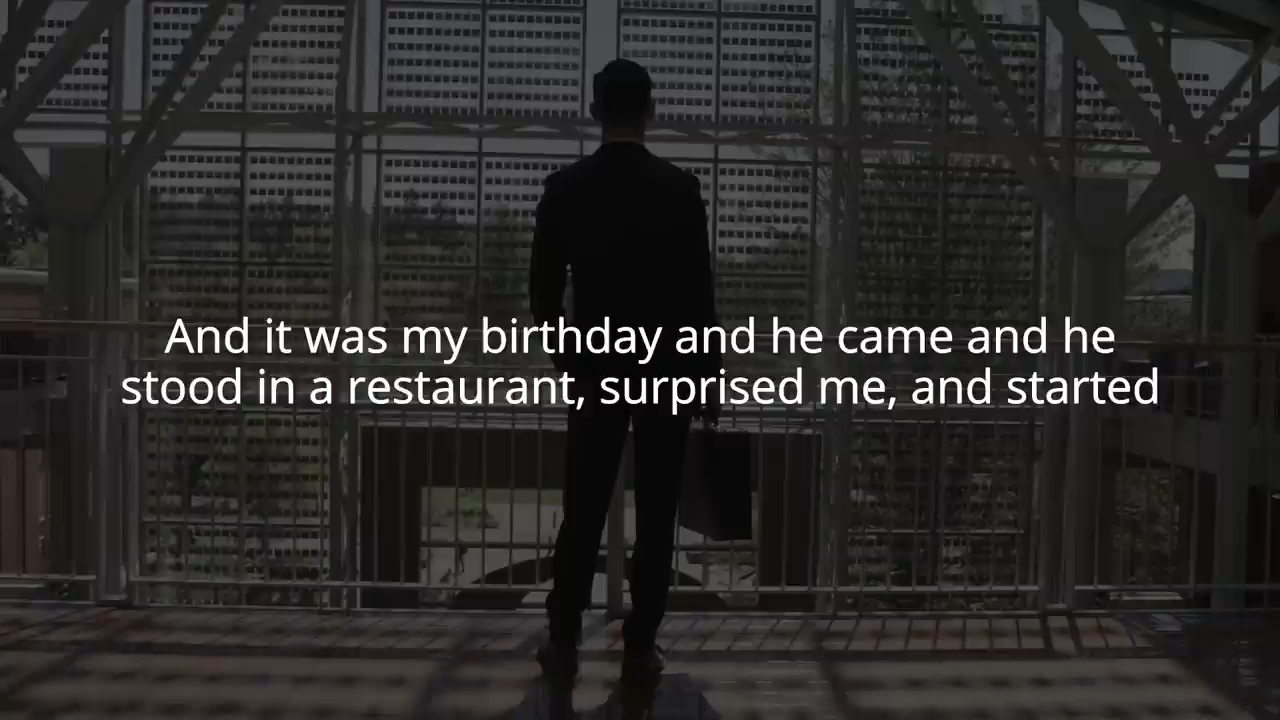 And it was my birthday and he came and he
stood in a restaurant, surprised me, and started